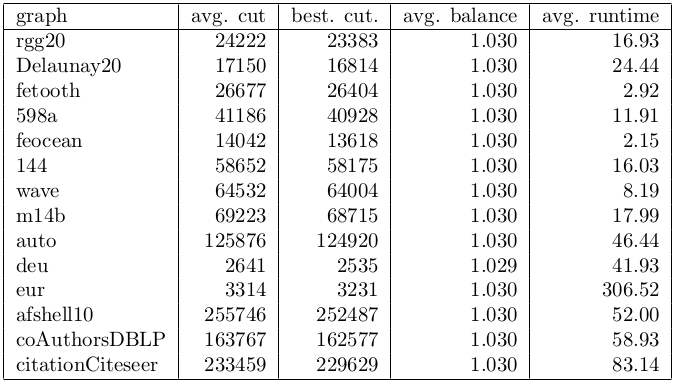 graph avg. cut best. cut. avg. balance avg. runtime
rgg20 24222 23383 1.030 16.93
Delaunay20 17150 16814 1.030 24.44
fetooth 26677 26404 1.030 2.92
598a 41186 40928 1.030 11.91
feocean 14042 13618 1.030 2.15
144 58652 58175 1.030 16.03
wave 64532 64004 1.030 8.19
m14b 69223 68715 1.030 17.99
auto 125876 124920 1.030 46.44
deu 2641 2535 1.029 41.93
eur 3314 3231 1.030 306.52
afshell10 255746 252487 1.030 52.00
coAuthorsDBLP 163767 162577 1.030 58.93
citationCiteseer 233459 229629 1.030 83.14